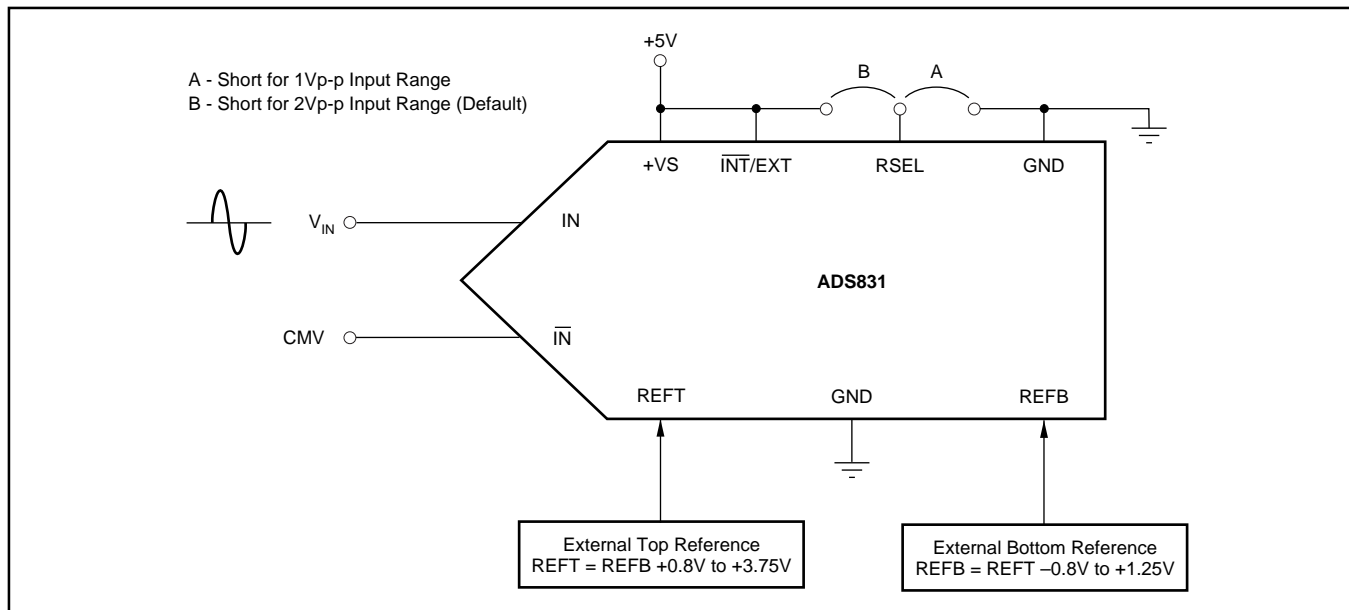 +5V
A - Short for 1Vp-p Input Range
B - Short for 2Vp-p Input Range (Default)
B
A
+VS
INT/EXT
RSEL
GND
VIN
IN
ADS831
CMV
IN
REFT
GND
REFB
External Top Reference
REFT = REFB +0.8V to +3.75V
External Bottom Reference
REFB = REFT –0.8V to +1.25V